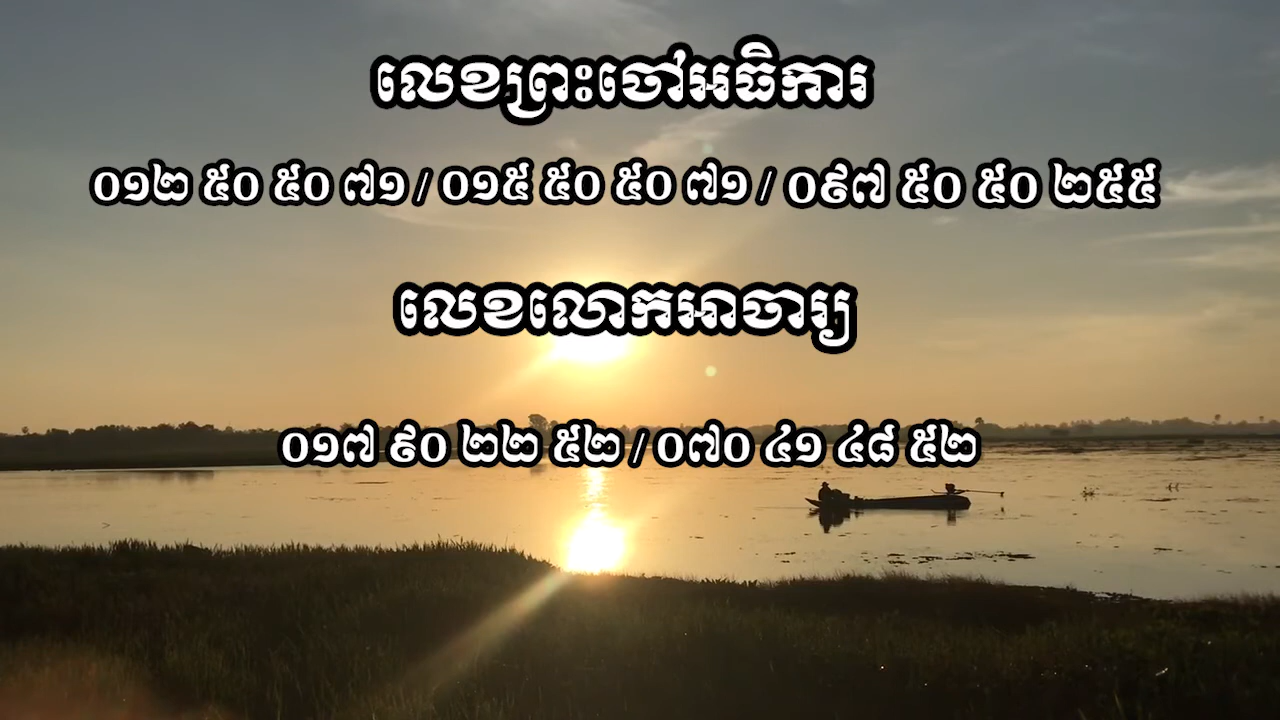 លេខព្រះចៅអធិការ
០១២ ៥០ ៥០ ៧១ / ០១៥ ៥០ ៥០ ៧១ / ០៩៧ ៥០ ៥០ ២៥៥
លេខលោកអាចារ្យ
០១៧ ៩០ ២២ ៥២ / ០៧០ ៤១ ៤៨ ៥២